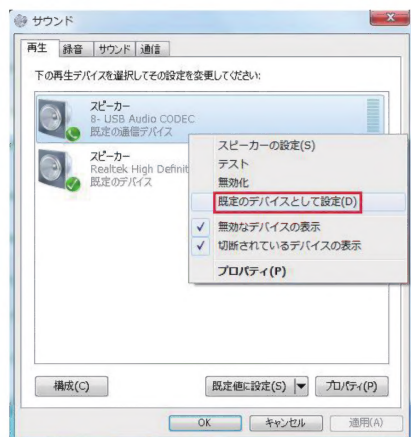 サウンド
再生 録音 サウンド 通信
下の再生デバイスを選択してその設定を変更してください:
スピーカー
8- USB Audio CODEC
既定の通信デバイス
スピーカー
Realtek High Definit
既定のデバイス
スピーカーの設定(S)
テスト
無効化
既定のデバイスとして設定(D)
無効なデバイスの表示
切断されているデバイスの表示
プロパティ(P)
構成(C) 既定値に設定(S) プロパティ(P)
OK キャンセル 適用(A)